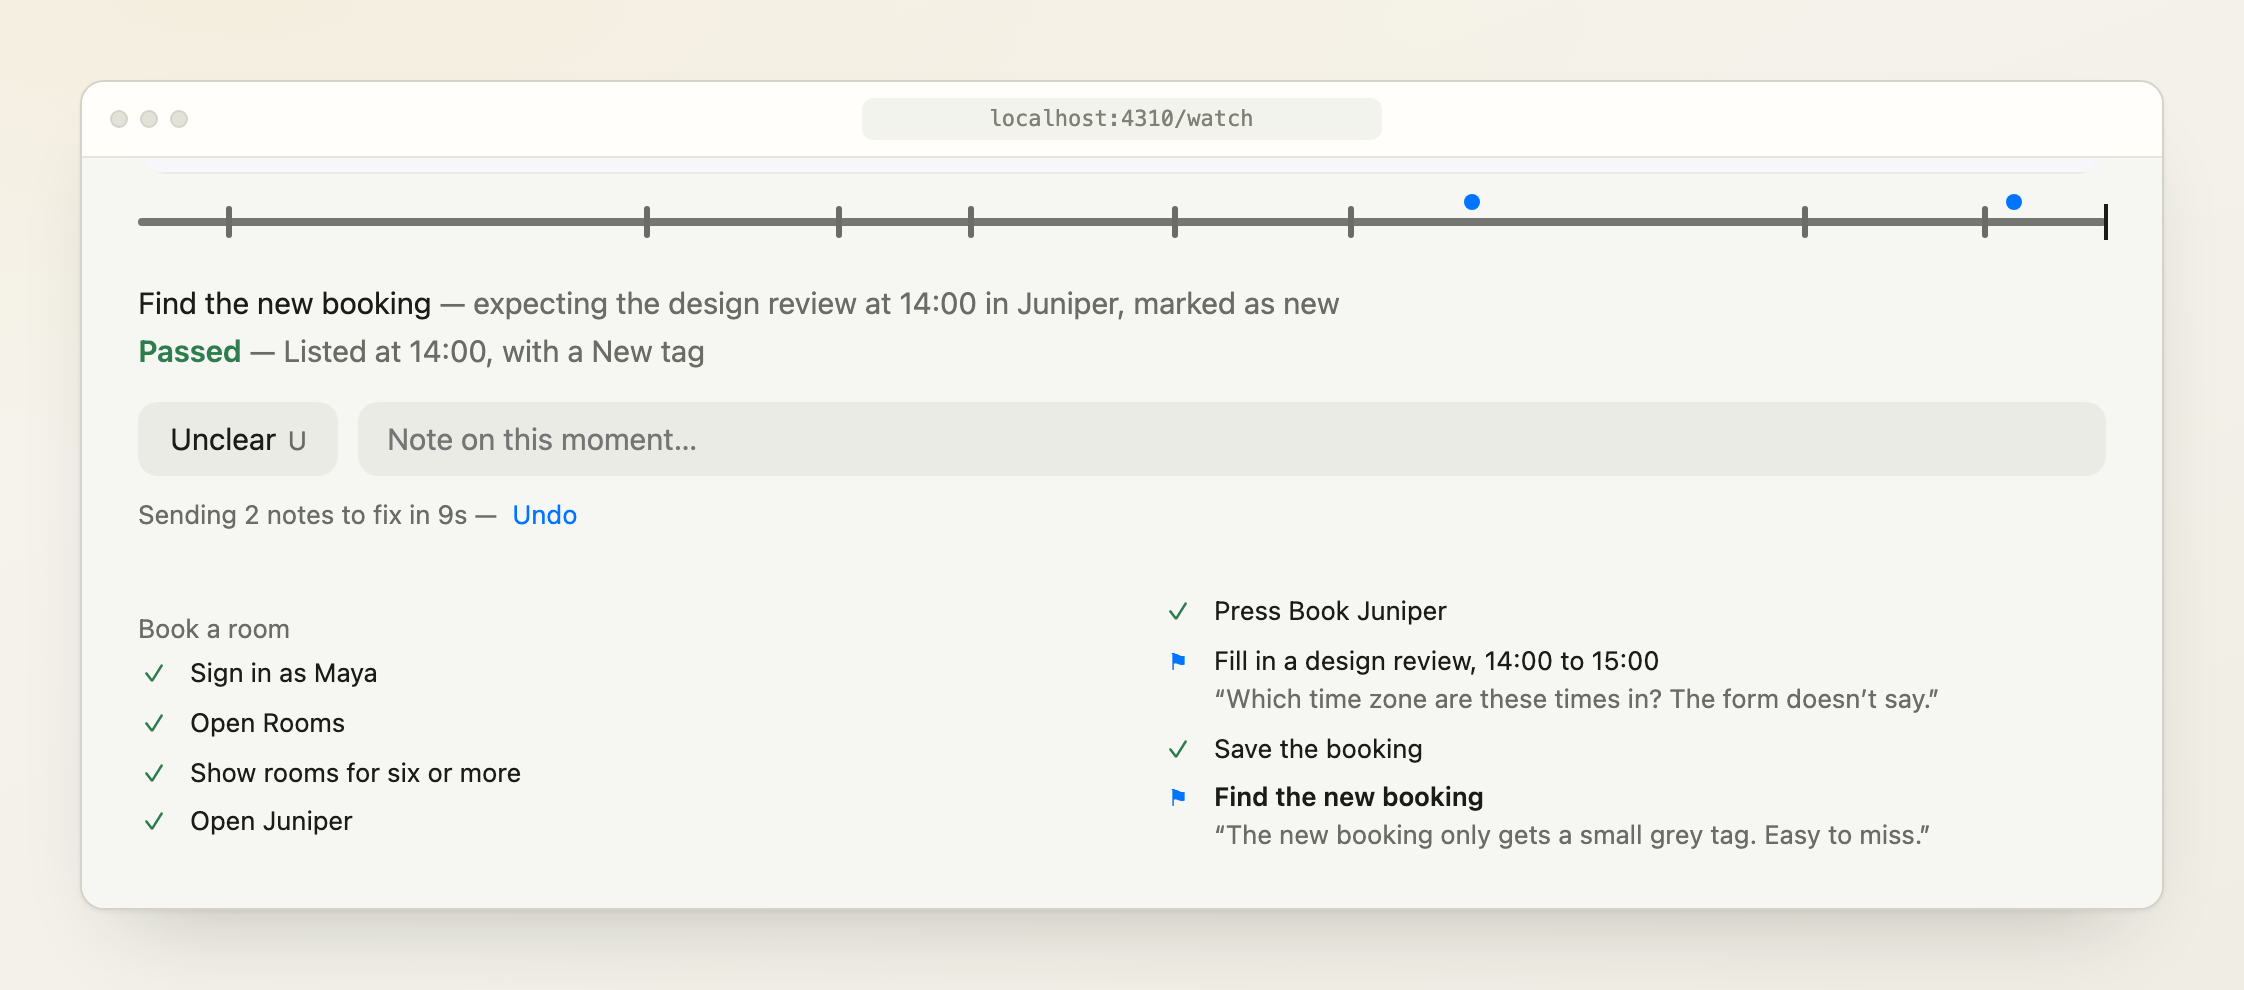 localhost:4310/watch
Find the new booking — expecting the design review at 14:00 in Juniper, marked as new
Passed — Listed at 14:00, with a New tag
Unclear U
Note on this moment…
Sending 2 notes to fix in 9s — Undo
Book a room
Sign in as Maya
Open Rooms
Show rooms for six or more
Open Juniper
Press Book Juniper
Fill in a design review, 14:00 to 15:00
“Which time zone are these times in? The form doesn’t say.”
Save the booking
Find the new booking
“The new booking only gets a small grey tag. Easy to miss.”